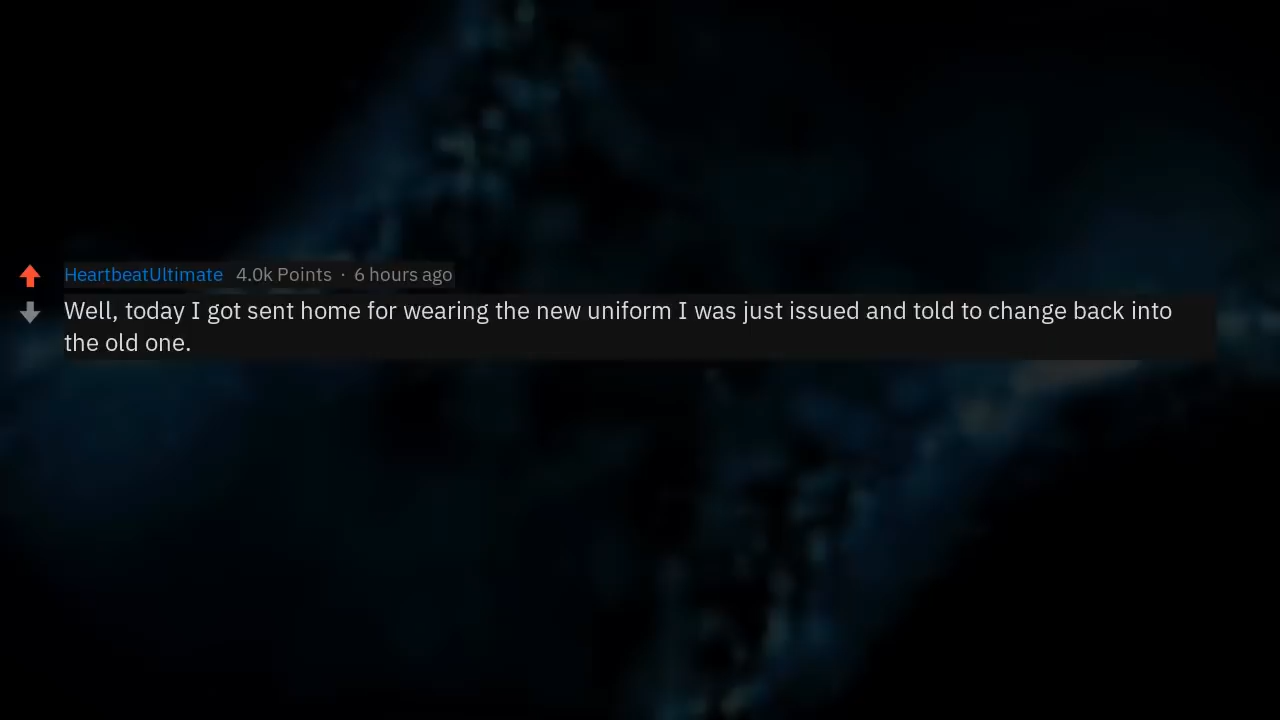 HeartbeatUltimate 4.0k Points · 6 hours ago
Well, today I got sent home for wearing the new uniform I was just issued and told to change back into
the old one.